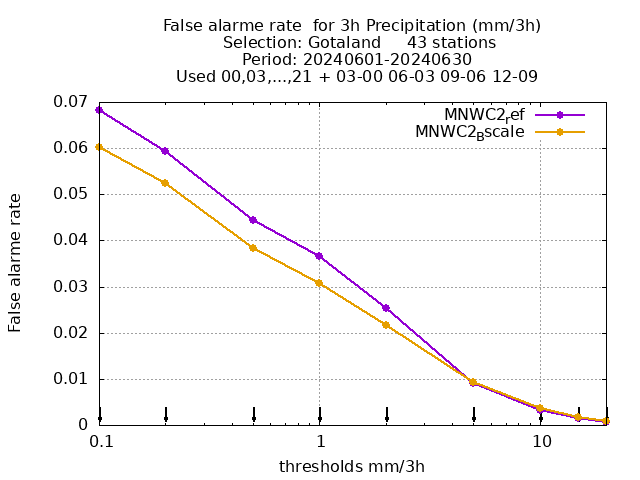 False alarme rate  for 3h Precipitation (mm/3h)
Selection: Gotaland     43 stations
Period: 20240601-20240630
Used 00,03,...,21 + 03-00 06-03 09-06 12-09
MNWC2ref
MNWC2Bscale
0.07
0.06
0.05
0.04
0.03
0.02
0.01
0
False alarme rate
0.1 1 10
thresholds mm/3h